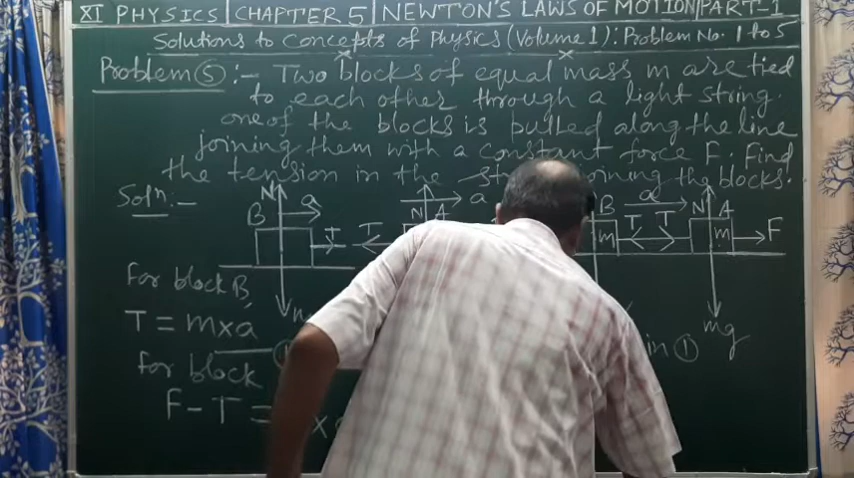 XI PHYSICS | CHAPTER 5 | NEWTON'S LAWS OF MOTION | PART-1
Solutions to Concepts of Physics (Volume 1): Problem No. 1 to 5
Problem 5 :- Two blocks of equal mass m are tied
to each other through a light string.
one of the blocks is pulled along the line
joining them with a constant force F. Find
the tension in the joining the blocks.
Soln:-
N a N a N a N
B A B A
T T T T F
m m
mg
For block B,
T = m×a
in ①
For block
F - T =